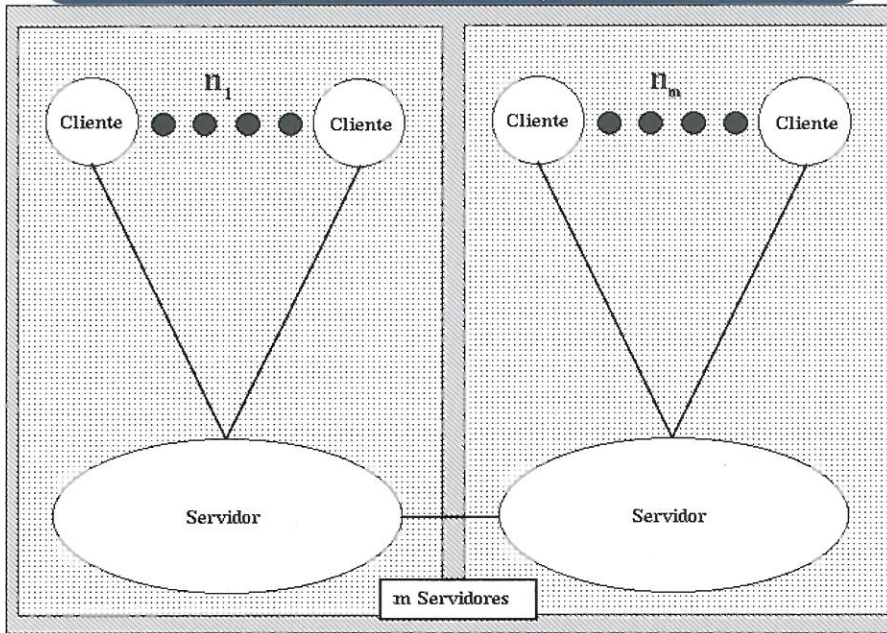 n1
Cliente
Cliente
Servidor
nm
Cliente
Cliente
Servidor
m Servidores